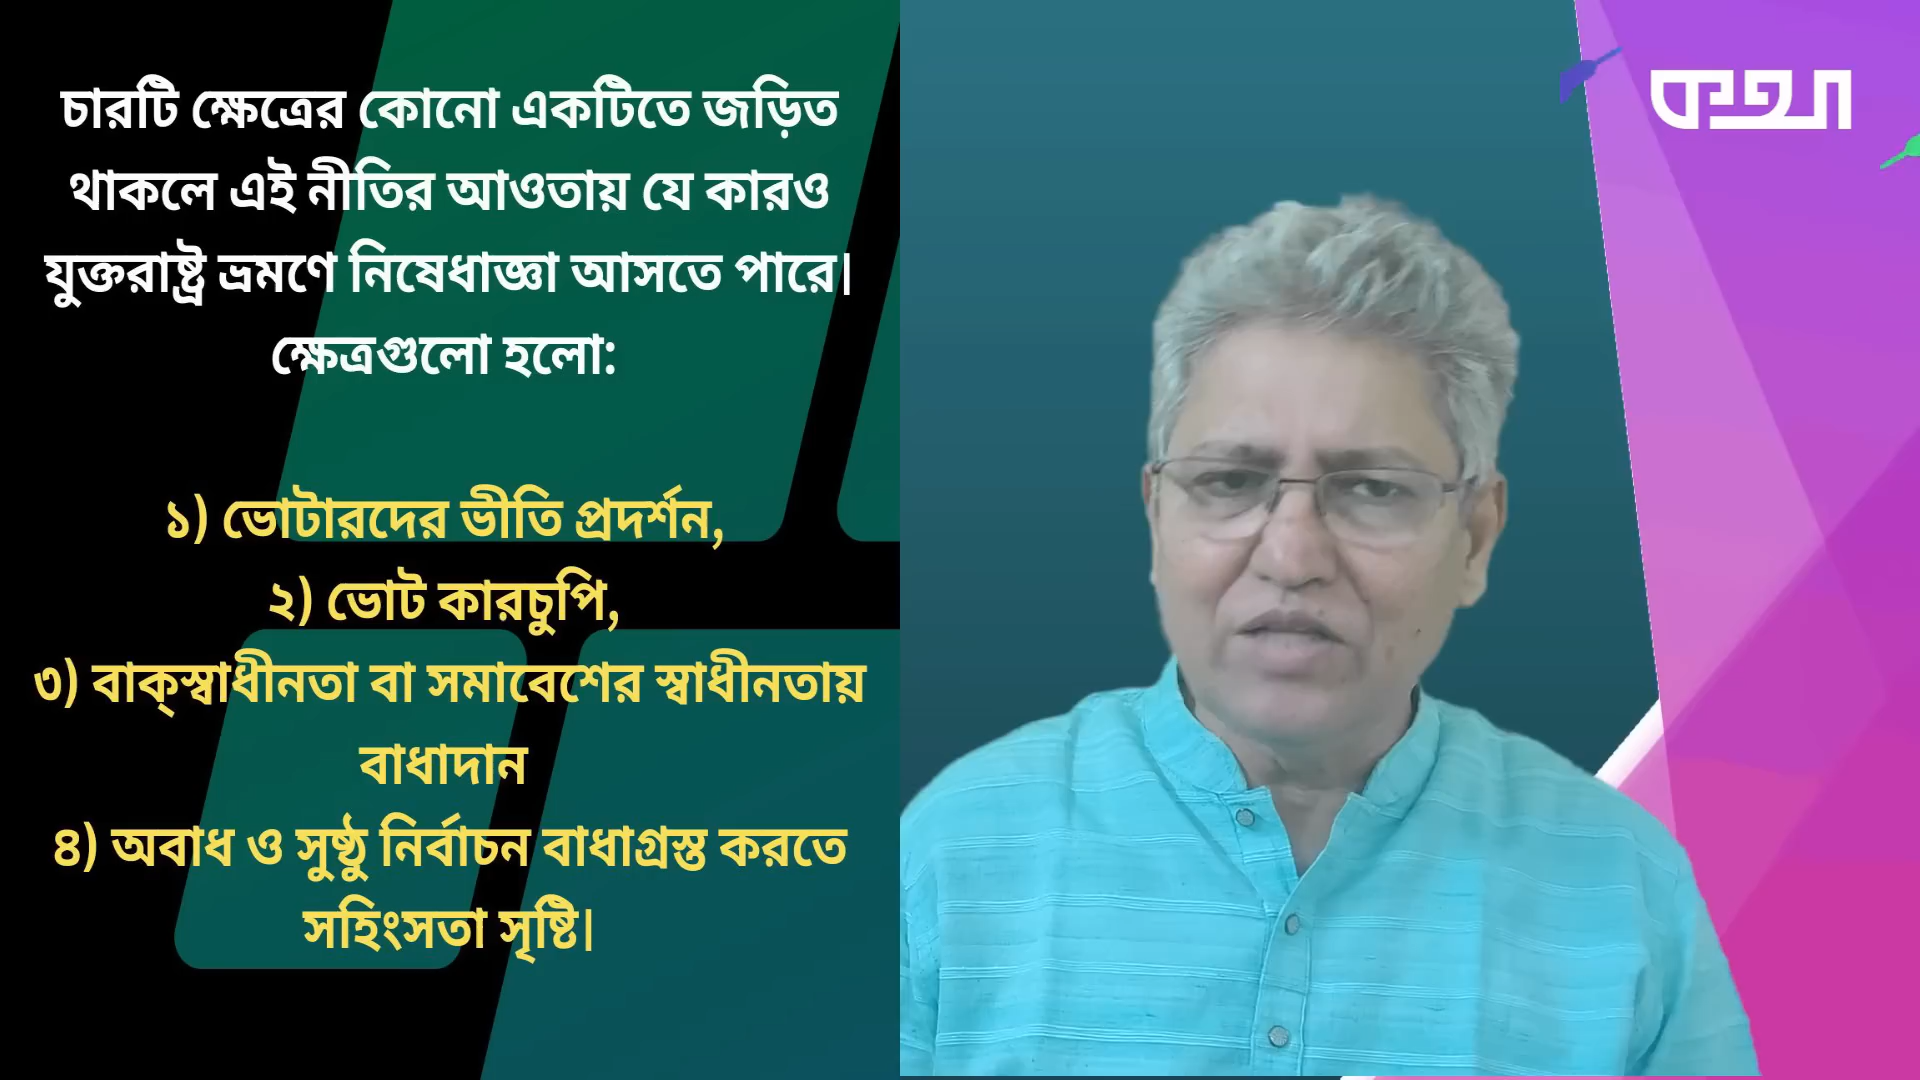 চারটি ক্ষেত্রের কোনো একটিতে জড়িত
থাকলে এই নীতির আওতায় যে কারও
যুক্তরাষ্ট্র ভ্রমণে নিষেধাজ্ঞা আসতে পারে।
ক্ষেত্রগুলো হলো:
১) ভোটারদের ভীতি প্রদর্শন,
২) ভোট কারচুপি,
৩) বাক্‌স্বাধীনতা বা সমাবেশের স্বাধীনতায়
বাধাদান
৪) অবাধ ও সুষ্ঠু নির্বাচন বাধাগ্রস্ত করতে
সহিংসতা সৃষ্টি।